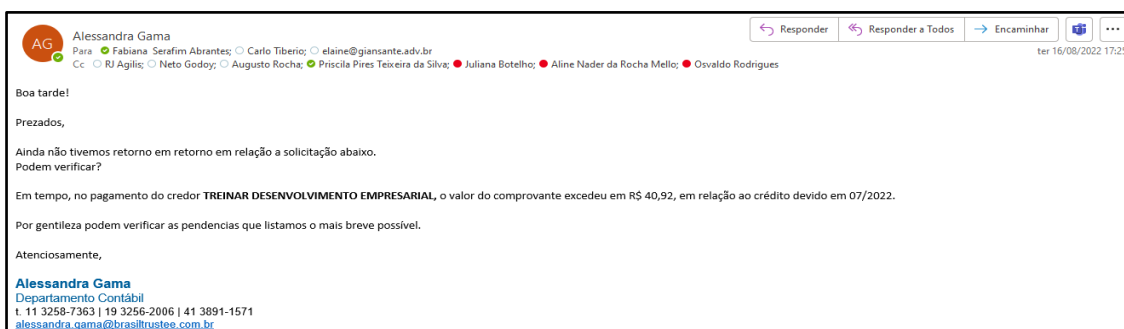 AG
Alessandra Gama
Responder
Responder a Todos
Encaminhar
Para Fabiana Serafim Abrantes; Carlo Tiberio; elaine@giansante.adv.br
ter 16/08/2022 17:25
Cc RJ Agilis; Neto Godoy; Augusto Rocha; Priscila Pires Teixeira da Silva; Juliana Botelho; Aline Nader da Rocha Mello; Osvaldo Rodrigues
Boa tarde!
Prezados,
Ainda não tivemos retorno em retorno em relação a solicitação abaixo.
Podem verificar?
Em tempo, no pagamento do credor TREINAR DESENVOLVIMENTO EMPRESARIAL, o valor do comprovante excedeu em R$ 40,92, em relação ao crédito devido em 07/2022.
Por gentileza podem verificar as pendencias que listamos o mais breve possível.
Atenciosamente,
Alessandra Gama
Departamento Contábil
t. 11 3258-7363 | 19 3256-2006 | 41 3891-1571
alessandra.gama@brasiltrustee.com.br